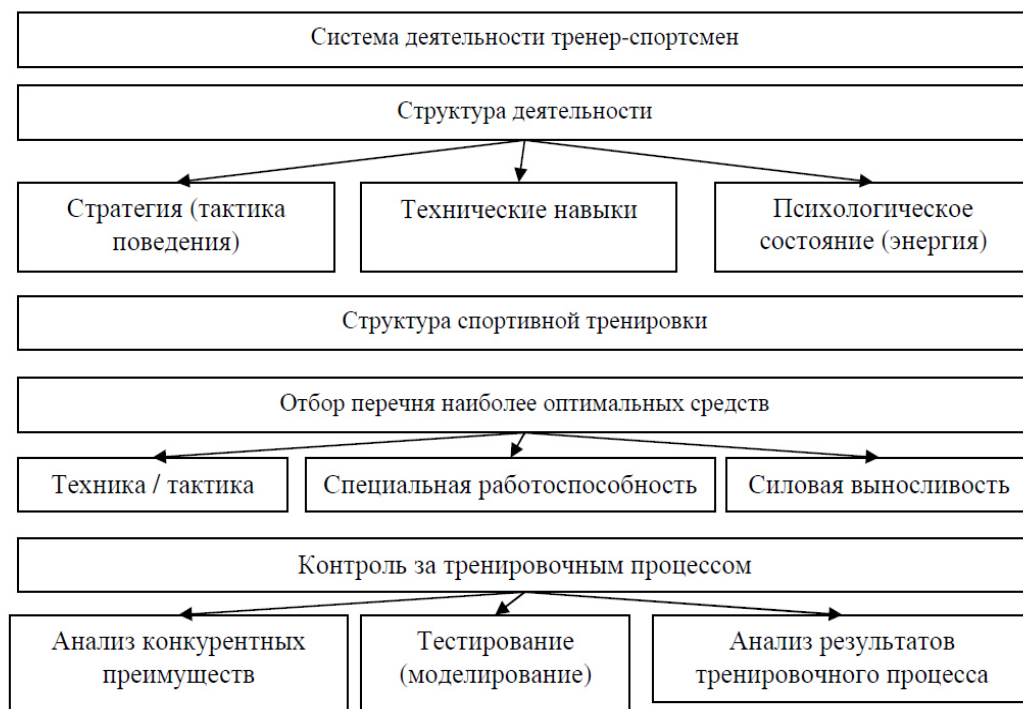 Система деятельности тренер-спортсмен
Структура деятельности
Стратегия (тактика
поведения)
Технические навыки
Психологическое
состояние (энергия)
Структура спортивной тренировки
Отбор перечня наиболее оптимальных средств
Техника / тактика
Специальная работоспособность
Силовая выносливость
Контроль за тренировочным процессом
Анализ конкурентных
преимуществ
Тестирование
(моделирование)
Анализ результатов
тренировочного процесса